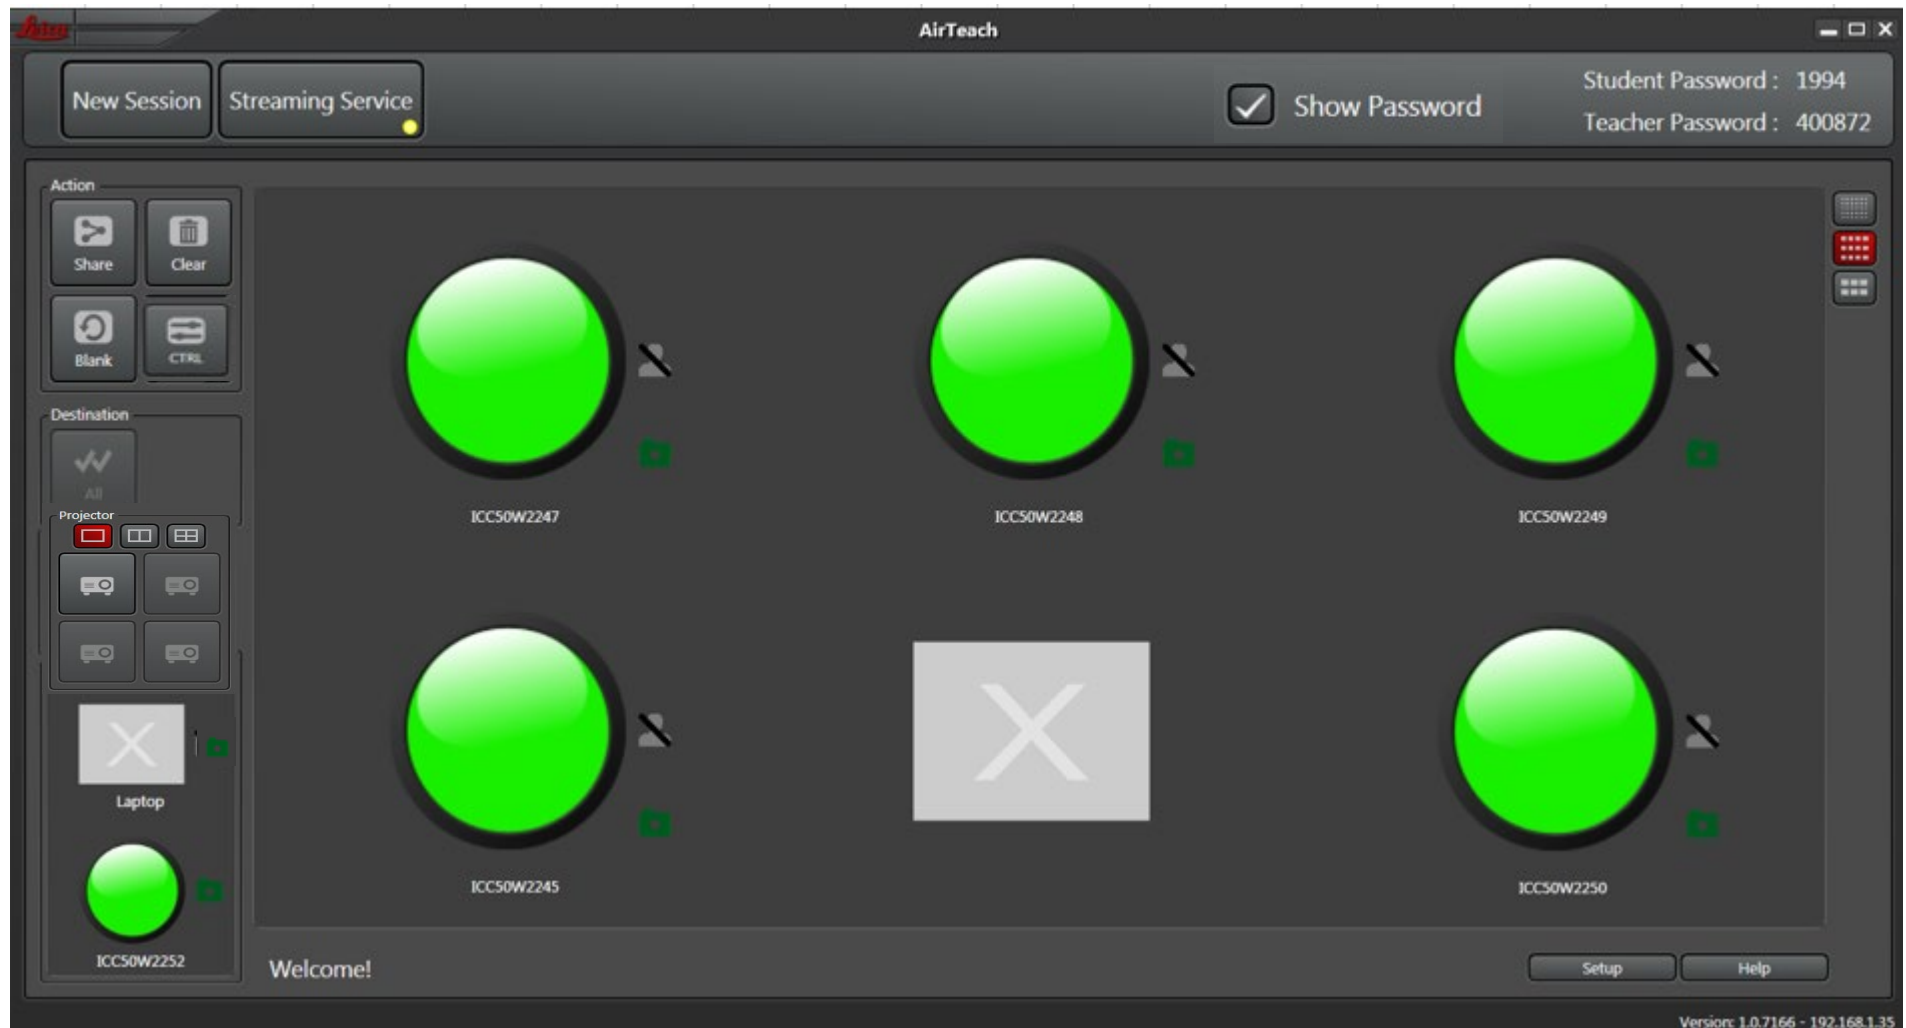 Leica
AirTeach
New Session
Streaming Service
Show Password
Student Password : 1994
Teacher Password : 400872
Action
Share
Clear
Blank
CTRL
Destination
All
Projector
Laptop
ICC50W2252
ICC50W2247
ICC50W2248
ICC50W2249
ICC50W2245
ICC50W2250
Welcome!
Setup
Help
Version: 1.0.7166 - 192.168.1.35